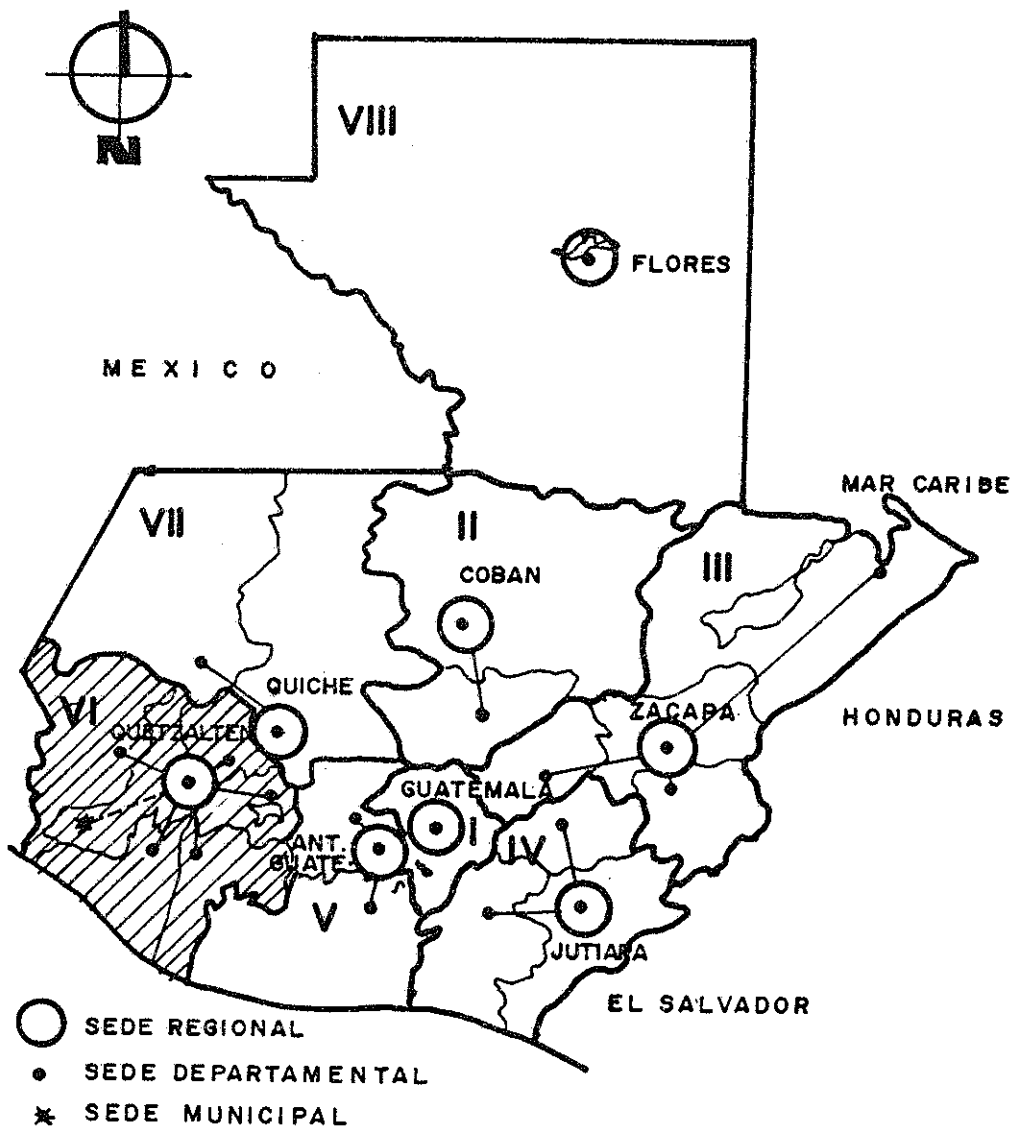 N
VIII
FLORES
MEXICO
MAR CARIBE
VII
II
III
COBAN
QUICHE
VI
QUETZALTEN
ZACAPA
HONDURAS
GUATEMALA
I
IV
ANT.
GUATE-
V
JUTIAPA
EL SALVADOR
SEDE REGIONAL
SEDE DEPARTAMENTAL
SEDE MUNICIPAL